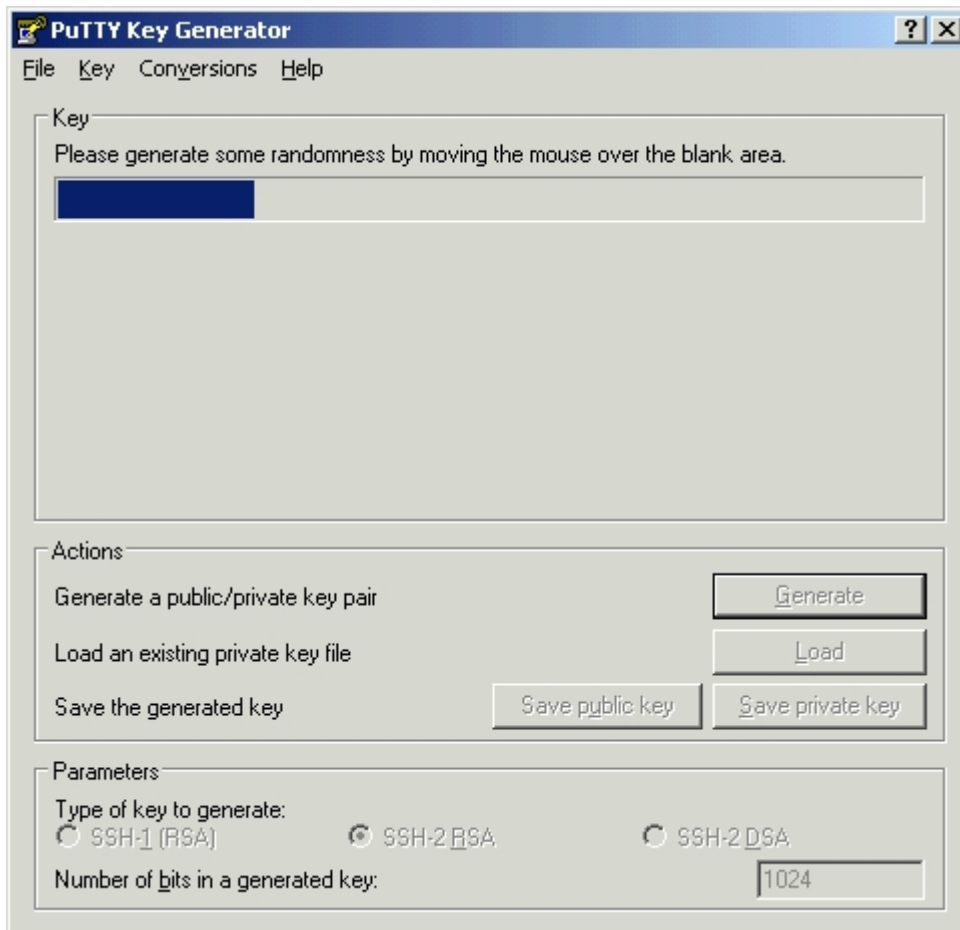 PuTTY Key Generator
File Key Conversions Help
Key
Please generate some randomness by moving the mouse over the blank area.
Actions
Generate a public/private key pair
Generate
Load an existing private key file
Load
Save the generated key
Save public key
Save private key
Parameters
Type of key to generate:
SSH-1 (RSA)
SSH-2 RSA
SSH-2 DSA
Number of bits in a generated key:
1024